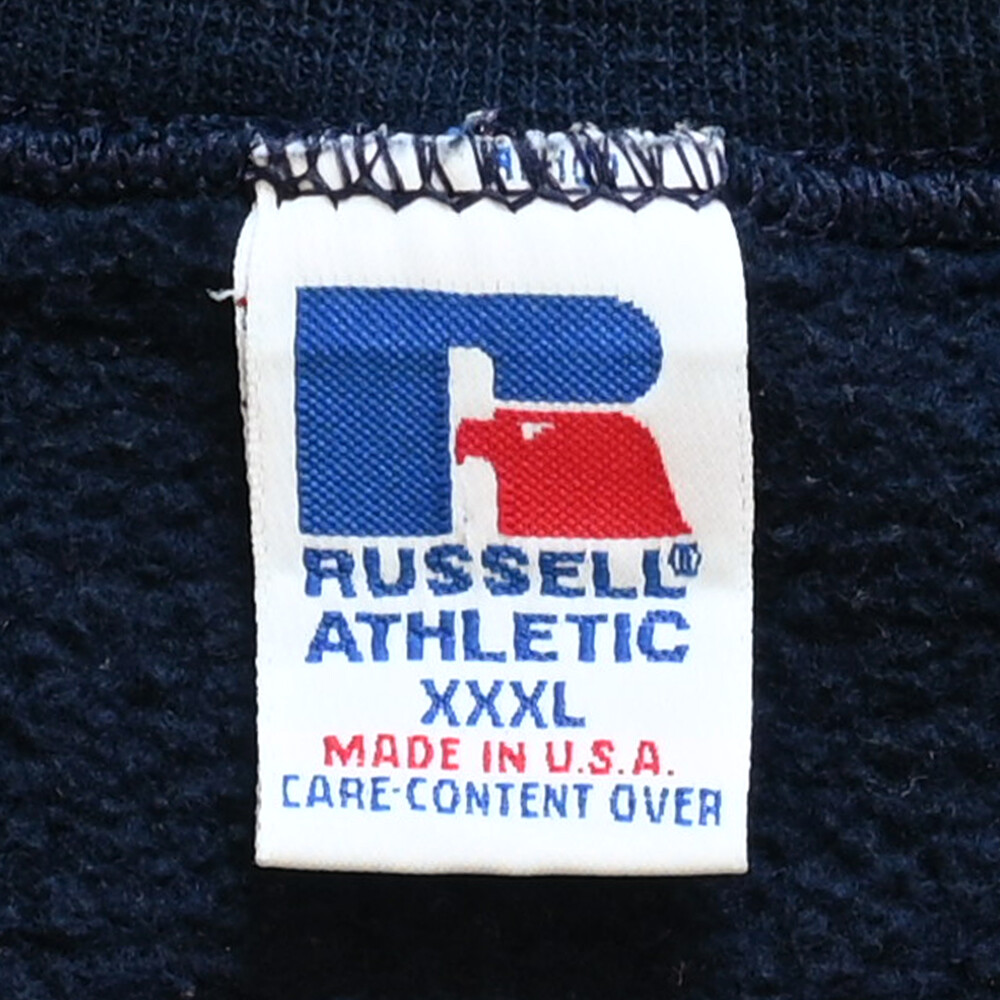 RUSSELL®
ATHLETIC
XXXL
MADE IN U.S.A.
CARE-CONTENT OVER